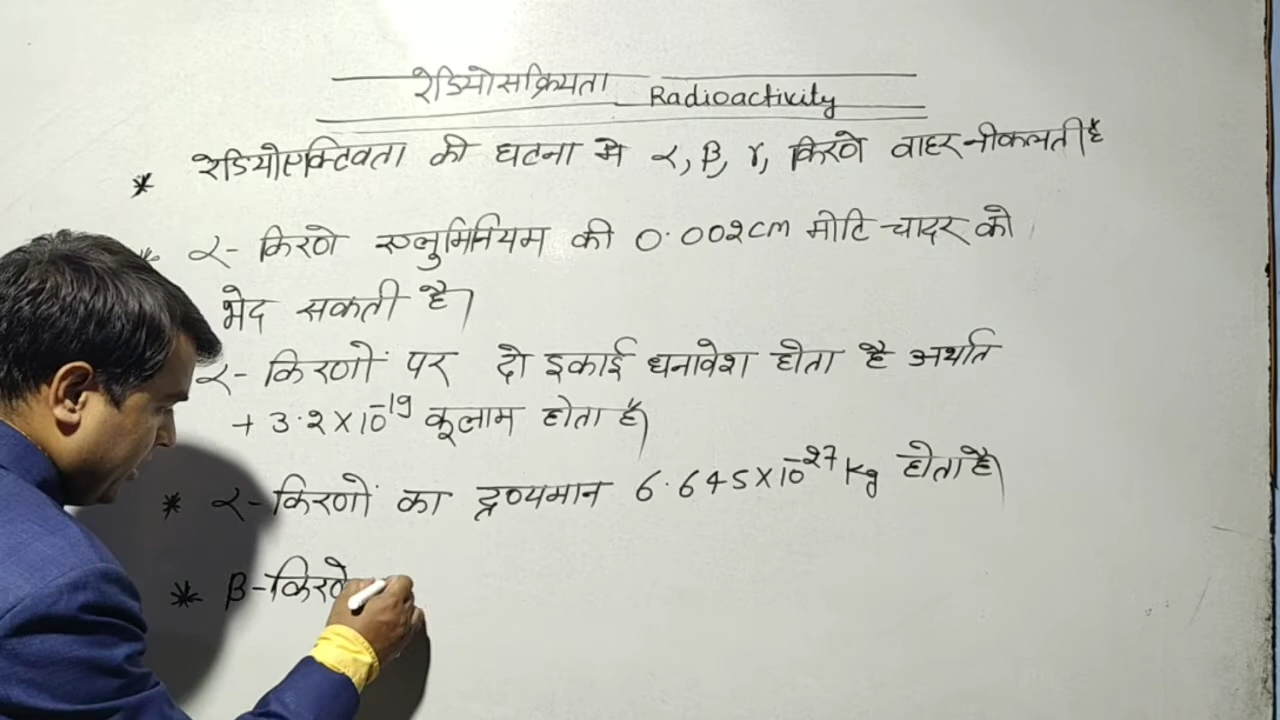 रेडियोसक्रियता Radioactivity
* रेडियोएक्टिवता की घटना मे α, β, γ, किरणे वाहर नीकलती है
* α- किरणे एलुमिनियम की 0.002cm मोटि चादर को
भेद सकती है।
α- किरणों पर दो इकाई धनावेश होता है अर्थात
+ 3.2 × 10⁻¹⁹ कूलाम होता है।
* α-किरणों का द्रव्यमान 6.645×10⁻²⁷ Kg होता है।
* β-किरणे